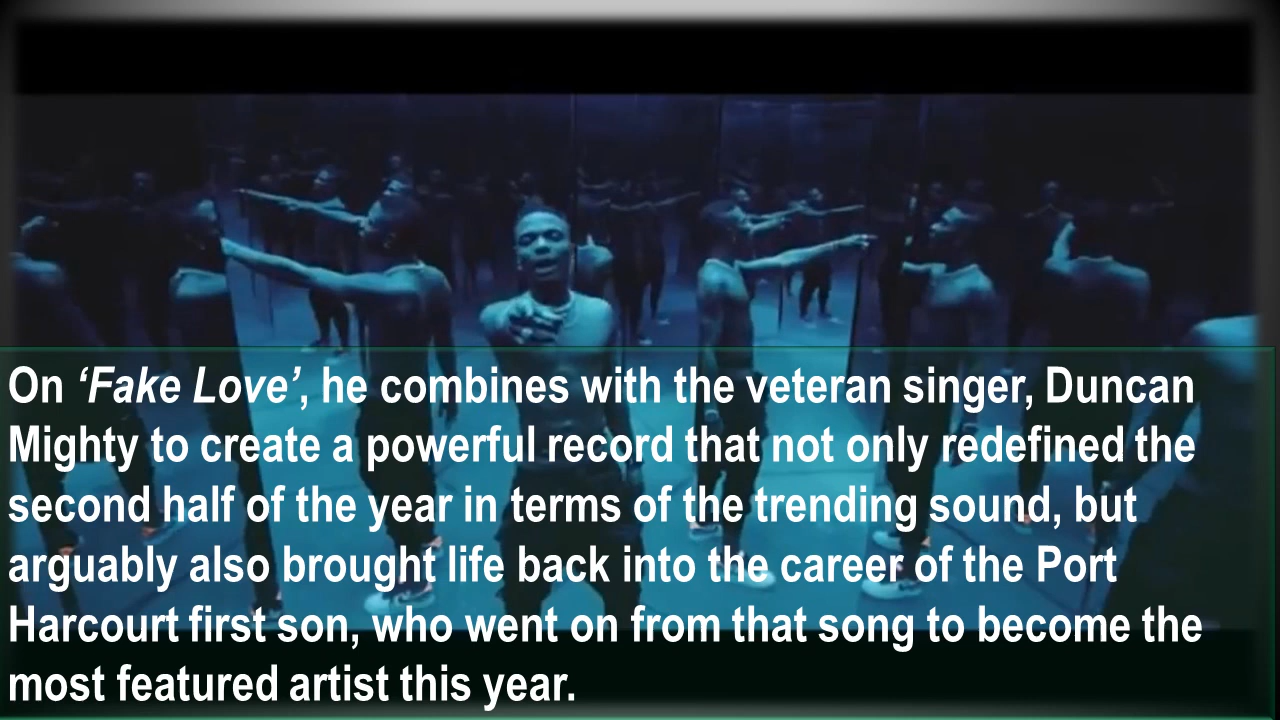 On ‘Fake Love’, he combines with the veteran singer, Duncan
Mighty to create a powerful record that not only redefined the
second half of the year in terms of the trending sound, but
arguably also brought life back into the career of the Port
Harcourt first son, who went on from that song to become the
most featured artist this year.